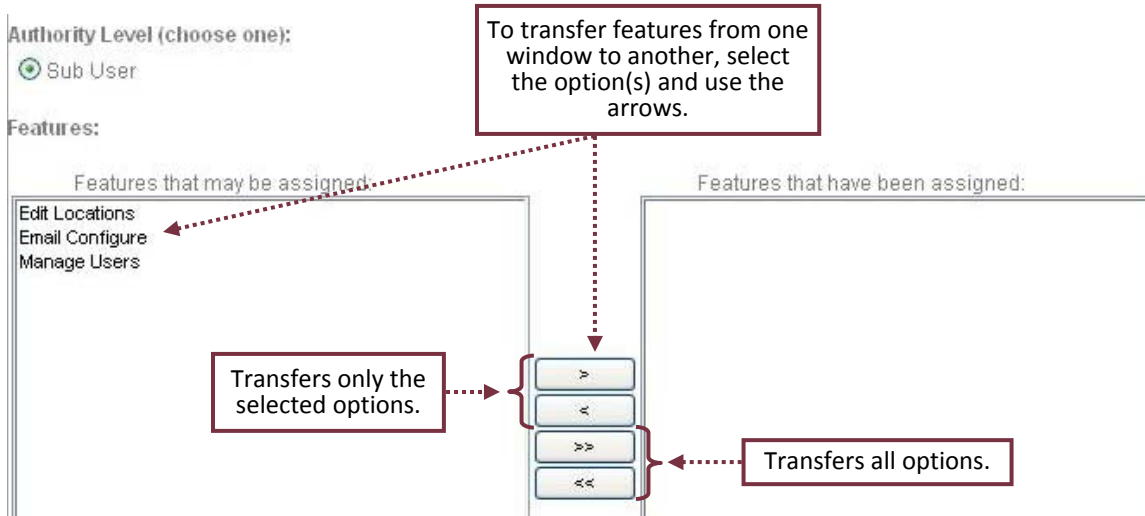 Authority Level (choose one):
Sub User
To transfer features from one
window to another, select
the option(s) and use the
arrows.
Features:
Features that may be assigned:
Features that have been assigned:
Edit Locations
Email Configure
Manage Users
Transfers only the
selected options.
>
<
>>
<<
Transfers all options.